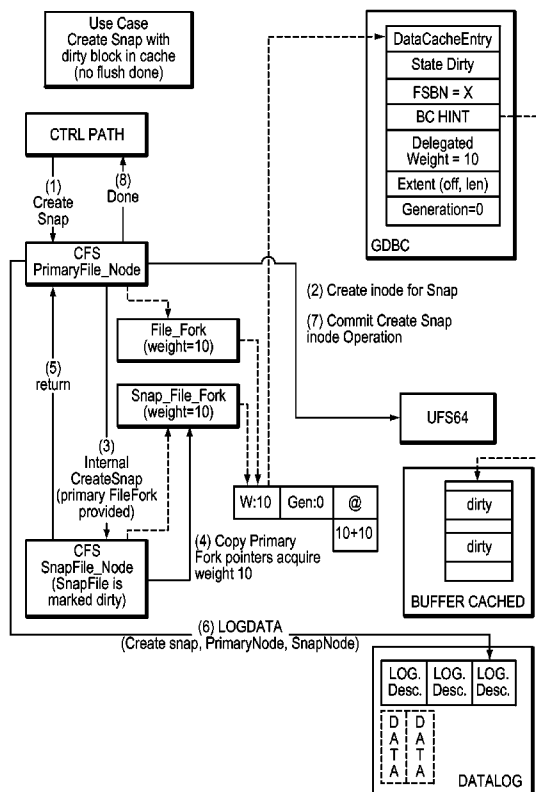 Use Case
Create Snap with
dirty block in cache
(no flush done)
DataCacheEntry
State Dirty
FSBN = X
BC HINT
Delegated
Weight = 10
Extent (off, len)
Generation=0
GDBC
CTRL PATH
(1)
Create
Snap
(8)
Done
CFS
PrimaryFile_Node
(2) Create inode for Snap
(7) Commit Create Snap
inode Operation
File_Fork
(weight=10)
(5)
return
Snap_File_Fork
(weight=10)
UFS64
(3)
Internal
CreateSnap
(primary FileFork
provided)
W:10
Gen:0
@
10+10
dirty
dirty
BUFFER CACHED
(4) Copy Primary
Fork pointers acquire
weight 10
CFS
SnapFile_Node
(SnapFile is
marked dirty)
(6) LOGDATA
(Create snap, PrimaryNode, SnapNode)
LOG.
Desc.
LOG.
Desc.
LOG.
Desc.
DATA
DATA
DATALOG